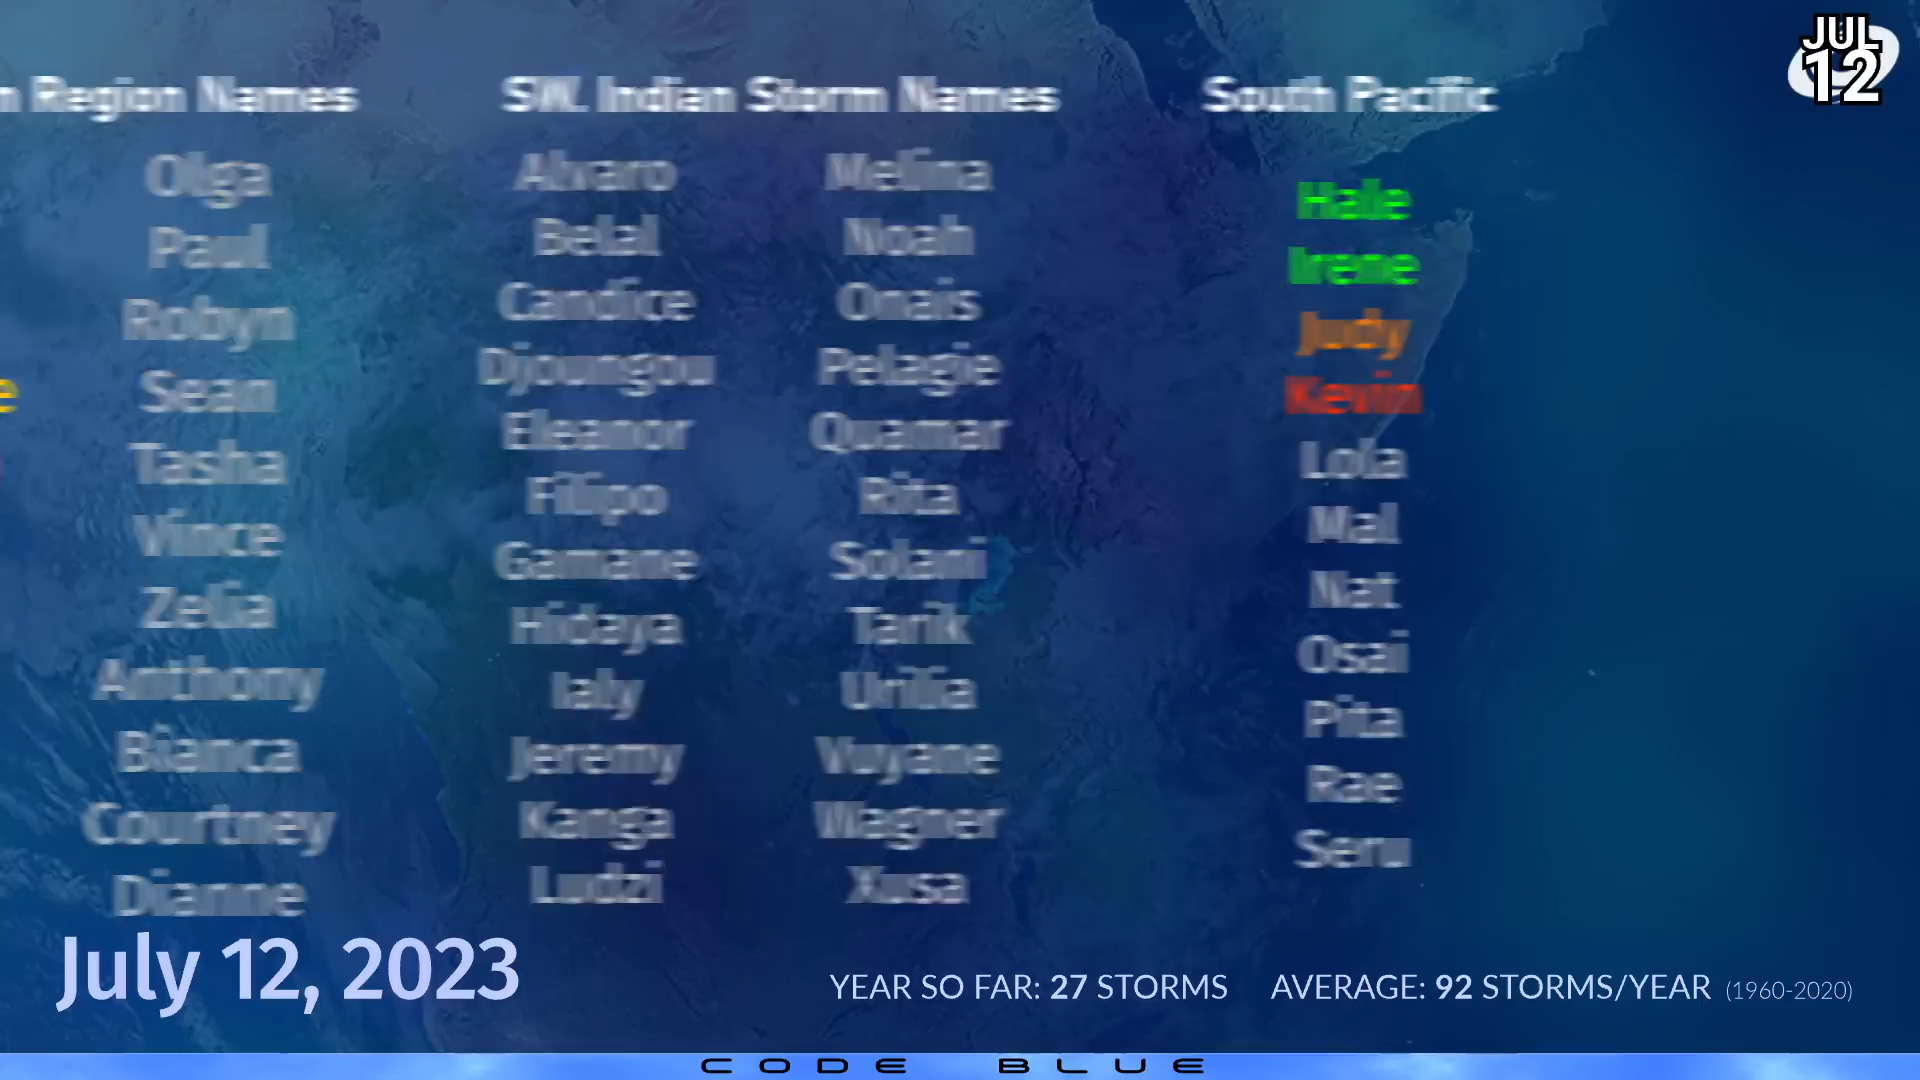 JUL
12
n Region Names
Olga
Paul
Robyn
Sean
Tasha
Vince
Zelia
Anthony
Bianca
Courtney
Dianne
SW. Indian Storm Names
Alvaro Melina
Belal Noah
Candice Onais
Djoungou Pelagie
Eleanor Quamar
Filipo Rita
Gamane Solani
Hidaya Tarik
Ialy Urilia
Jeremy Vuyane
Kanga Wagner
Ludzi Xusa
South Pacific
Hale
Irene
Judy
Kevin
Lola
Mal
Nat
Osai
Pita
Rae
Seru
e
July 12, 2023
YEAR SO FAR: 27 STORMS AVERAGE: 92 STORMS/YEAR (1960-2020)
CODE BLUE